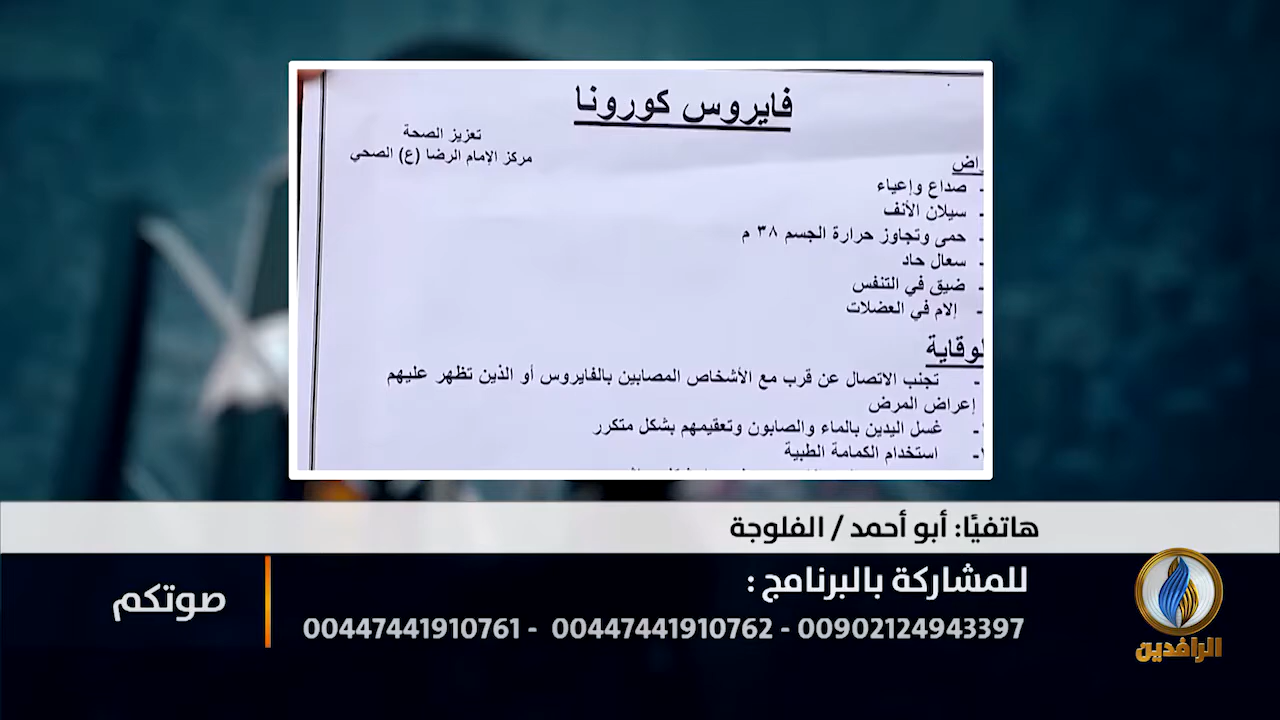 فايروس كورونا
تعزيز الصحة
مركز الإمام الرضا (ع) الصحي
- صداع وإعياء
- سيلان الأنف
- حمى وتجاوز حرارة الجسم ٣٨ م
- سعال حاد
- ضيق في التنفس
- إلام في العضلات
- تجنب الاتصال عن قرب مع الأشخاص المصابين بالفايروس أو الذين تظهر عليهم
إعراض المرض
- غسل اليدين بالماء والصابون وتعقيمهم بشكل متكرر
- استخدام الكمامة الطبية
هاتفيًا: أبو أحمد / الفلوجة
للمشاركة بالبرنامج :
00447441910761 - 00447441910762 - 00902124943397
صوتكم
الرافدين